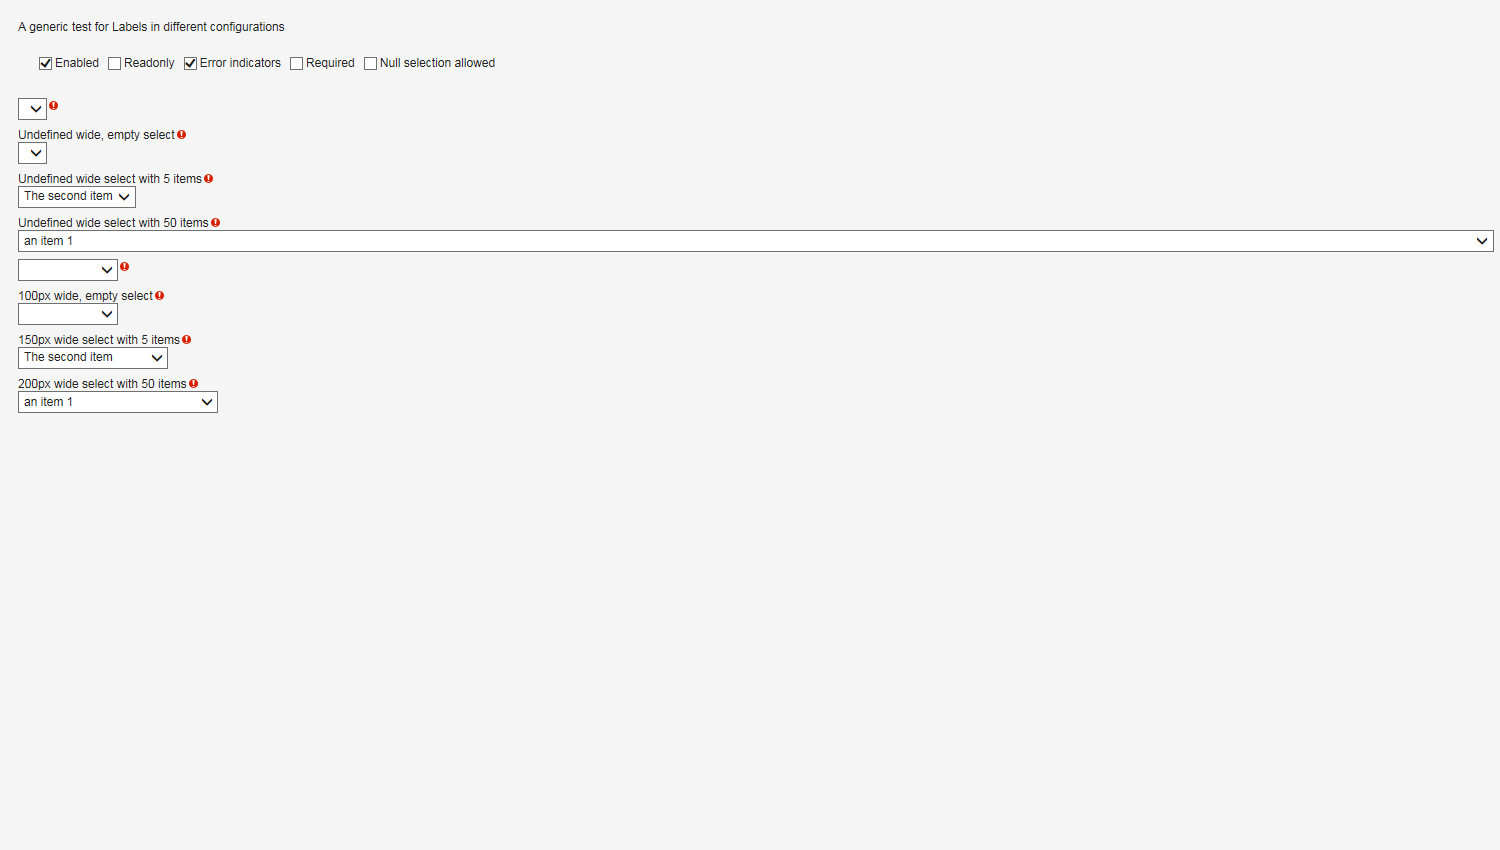 A generic test for Labels in different configurations
Enabled Readonly Error indicators Required Null selection allowed
Undefined wide, empty select
Undefined wide select with 5 items
The second item
Undefined wide select with 50 items
an item 1
100px wide, empty select
150px wide select with 5 items
The second item
200px wide select with 50 items
an item 1